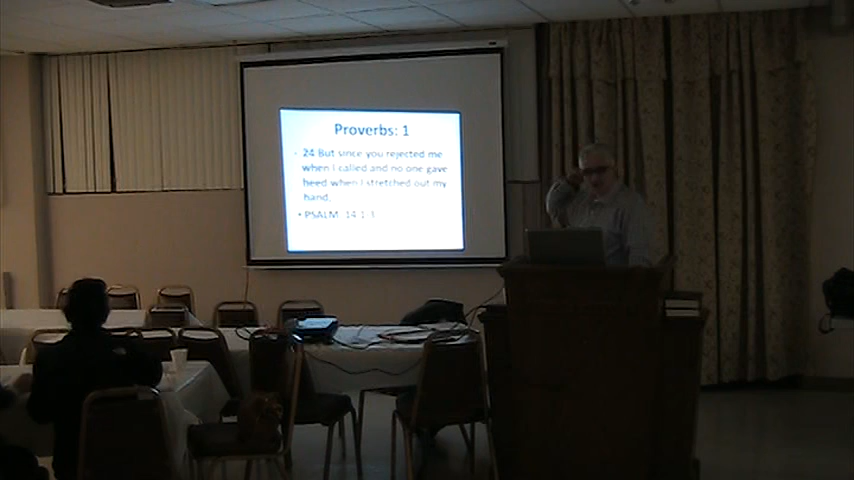 Proverbs: 1
• 24 But since you rejected me
when I called and no one gave
heed when I stretched out my
hand,
• PSALM 14:1-3